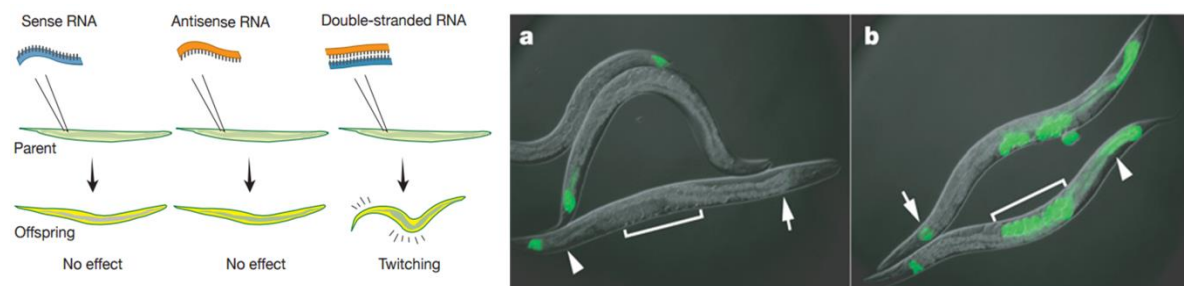 Sense RNA
Antisense RNA
Double-stranded RNA
Parent
Offspring
No effect
No effect
Twitching
a
b